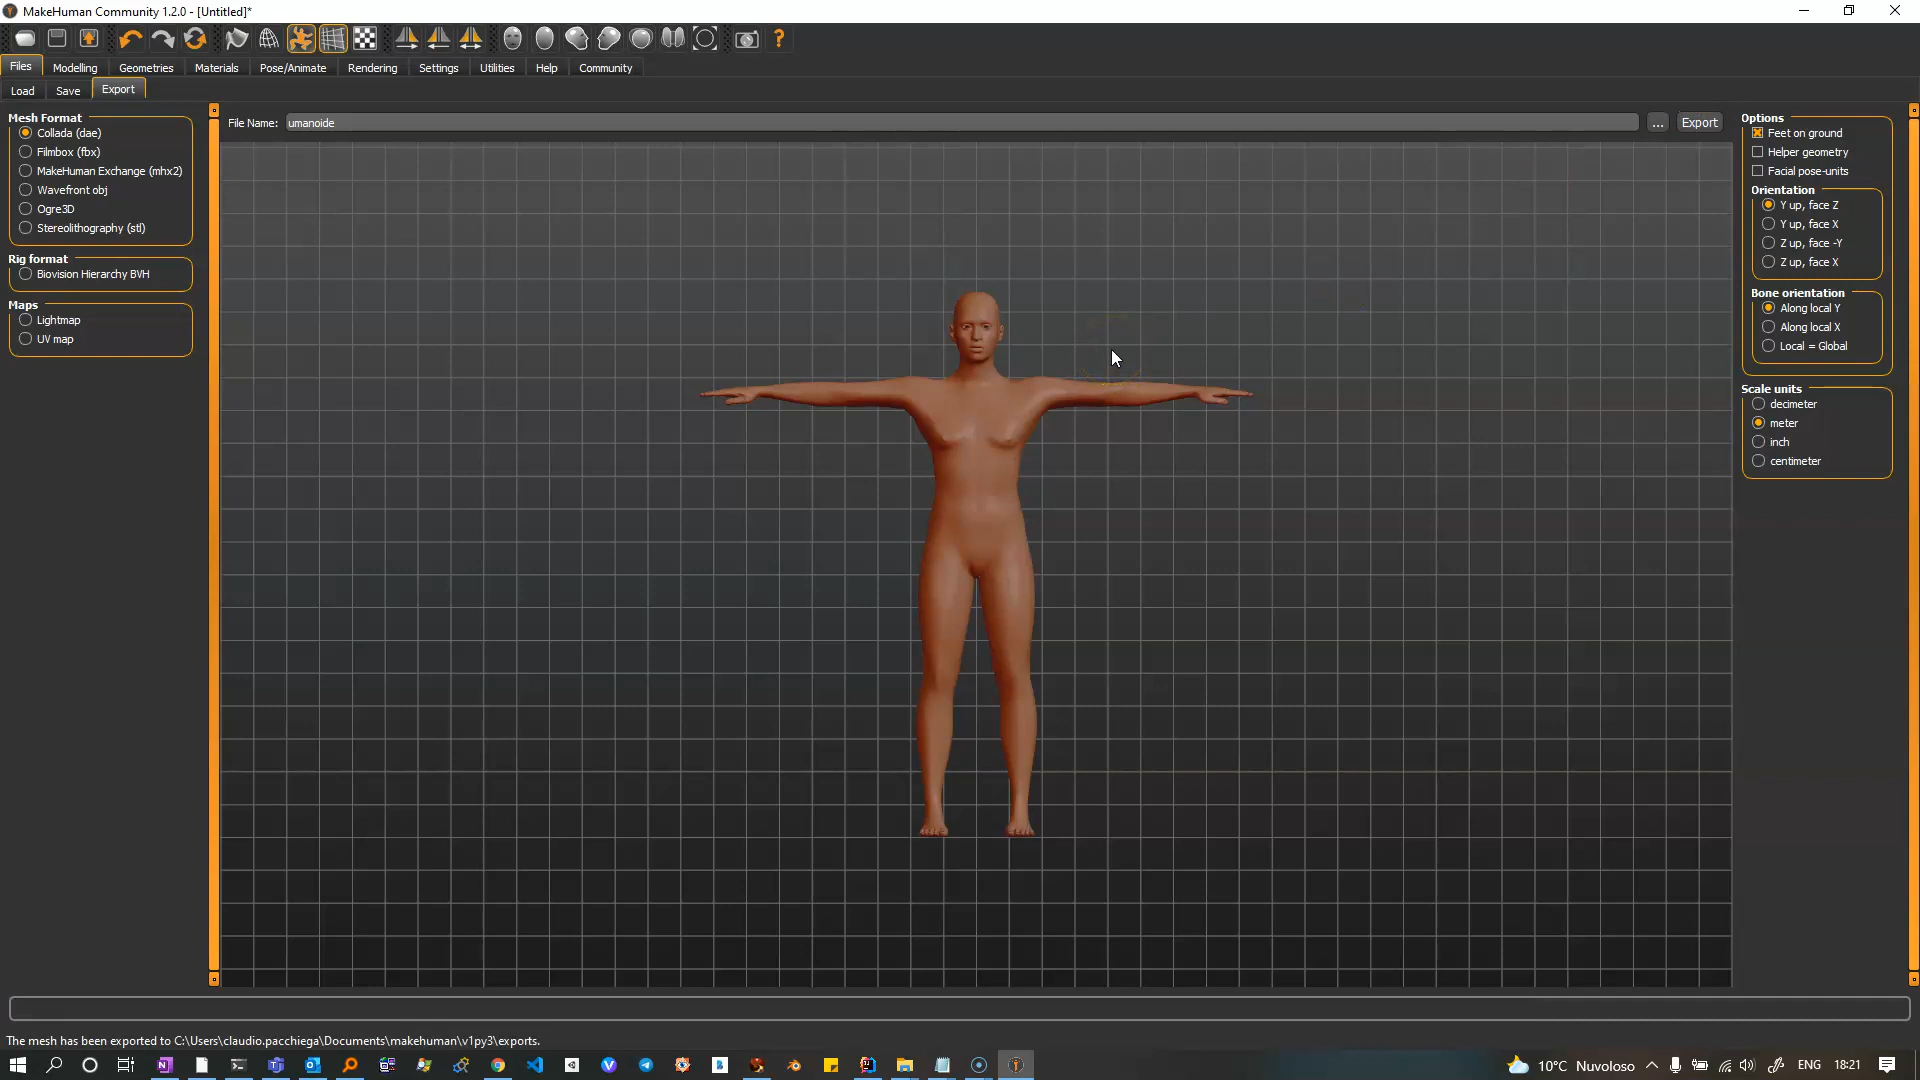 MakeHuman Community 1.2.0 - [Untitled]*
Files Modelling Geometries Materials Pose/Animate Rendering Settings Utilities Help Community
Load Save Export
Mesh Format
Collada (dae)
Filmbox (fbx)
MakeHuman Exchange (mhx2)
Wavefront obj
Ogre3D
Stereolithography (stl)
Rig format
Biovision Hierarchy BVH
Maps
Lightmap
UV map
File Name: umanoide ... Export
Options
Feet on ground
Helper geometry
Facial pose-units
Orientation
Y up, face Z
Y up, face X
Z up, face -Y
Z up, face X
Bone orientation
Along local Y
Along local X
Local = Global
Scale units
decimeter
meter
inch
centimeter
The mesh has been exported to C:\Users\claudio.pacchiega\Documents\makehuman\v1py3\exports.
10°C Nuvoloso ENG 18:21